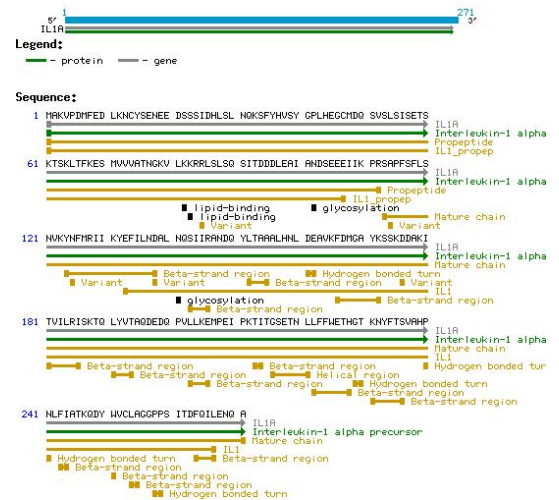 1 271
5' 3'
IL1A
Legend:
- protein - gene
Sequence:
1 MAKVPDMFED LKNCYSENEE DSSSIDHLSL NQKSFYHVSY GPLHEGCMDQ SVSLSISETS
IL1A
Interleukin-1 alpha
Propeptide
IL1_propep
61 KTSKLTFKES MVVVATNGKV LKKRRLSLSQ SITDDDLEAI ANDSEEEIIK PRSAPFSFLS
IL1A
Interleukin-1 alpha
Propeptide
IL1_propep
lipid-binding glycosylation
lipid-binding Mature chain
Variant Variant
121 NVKYNFMRII KYEFILNDAL NQSIIRANDQ YLTAAALHNL DEAVKFDMGA YKSSKDDAKI
IL1A
Interleukin-1 alpha
Mature chain
Beta-strand region Hydrogen bonded turn
Variant Variant Beta-strand region Variant
IL1
glycosylation Beta-strand region
Beta-strand region
181 TVILRISKTQ LYVTAQDEDQ PVLLKEMPEI PKTITGSETN LLFFWETHGT KNYFTSVAHP
IL1A
Interleukin-1 alpha
Mature chain
IL1
Beta-strand region Beta-strand region Hydrogen bonded turn
Beta-strand region Helical region
Beta-strand region Hydrogen bonded turn
Beta-strand region
Beta-strand region
241 NLFIATKQDY WVCLAGGPPS ITDFQILENQ A
IL1A
Interleukin-1 alpha precursor
Mature chain
IL1
Hydrogen bonded turn Beta-strand region
Beta-strand region
Beta-strand region
Beta-strand region
Hydrogen bonded turn